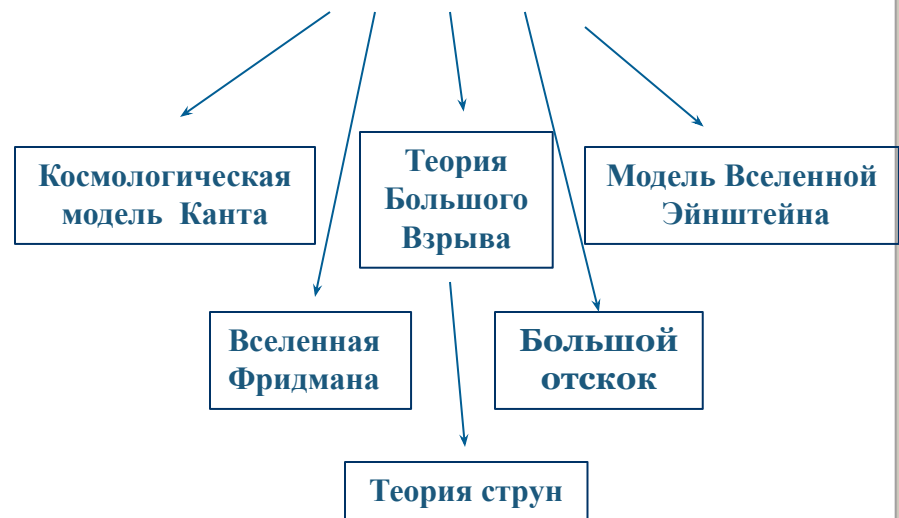 Космологическая
модель Канта
Теория
Большого
Взрыва
Модель Вселенной
Эйнштейна
Вселенная
Фридмана
Большой
отскок
Теория струн